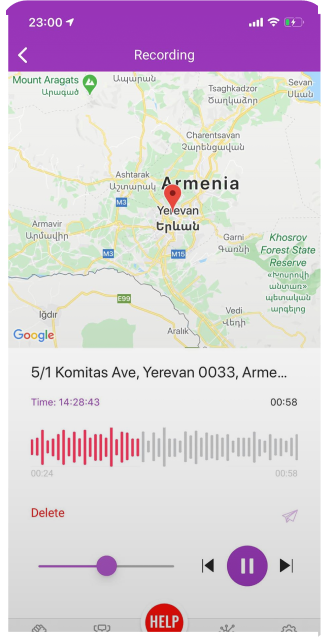 23:00
Recording
Mount Aragats
Արագած
Ապարան
Tsaghkadzor
Ծաղկաձոր
Sevan
Սևան
Charentsavan
Չարենցավան
Ashtarak
Աշտարակ
Armenia
M3
Yerevan
Երևան
Armavir
Արմավիր
Garni
Գառնի
Khosrov
Forest State
Reserve
«Խոսրովի
անտառ»
պետական
արգելոց
M3
M15
E99
Iğdır
Vedi
Վեդի
Aralık
Google
5/1 Komitas Ave, Yerevan 0033, Arme...
Time: 14:28:43
00:58
00:24
00:58
Delete
HELP